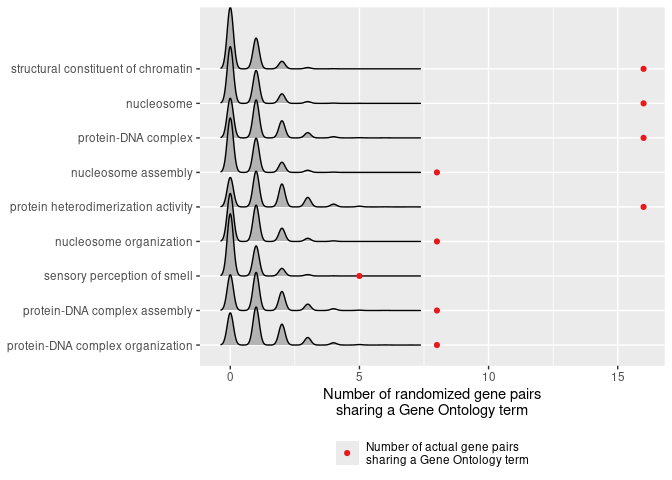 structural constituent of chromatin
nucleosome
protein-DNA complex
nucleosome assembly
protein heterodimerization activity
nucleosome organization
sensory perception of smell
protein-DNA complex assembly
protein-DNA complex organization
0 5 10 15
Number of randomized gene pairs
sharing a Gene Ontology term
Number of actual gene pairs
sharing a Gene Ontology term